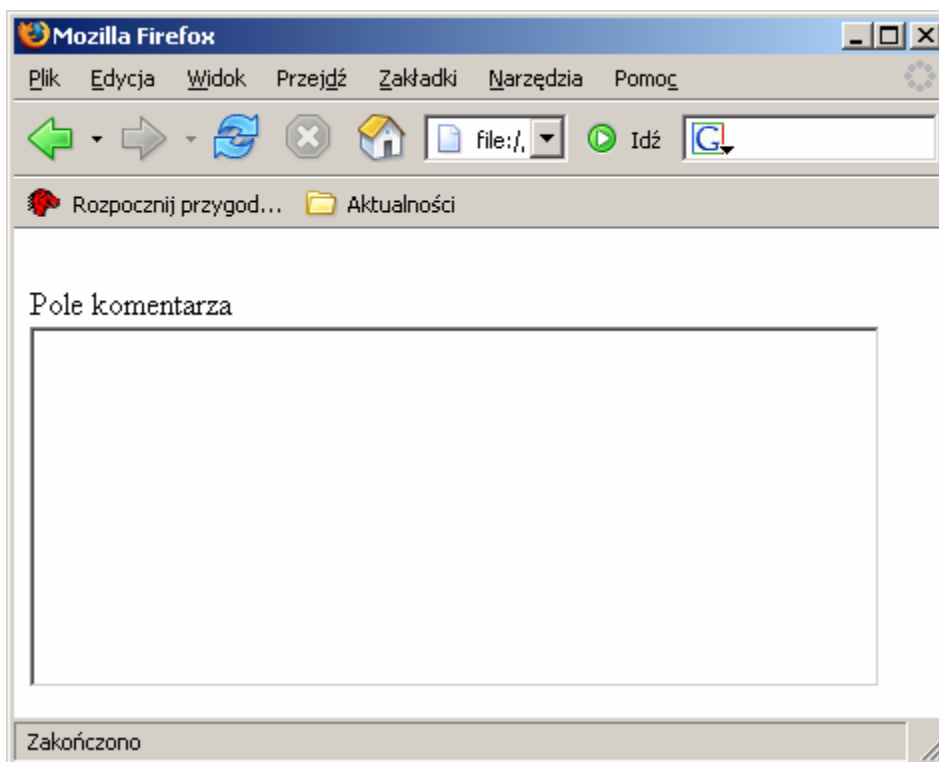 Mozilla Firefox
Plik Edycja Widok Przejdź Zakładki Narzędzia Pomoc
file:/, Idź G
Rozpocznij przygod... Aktualności
Pole komentarza
Zakończono